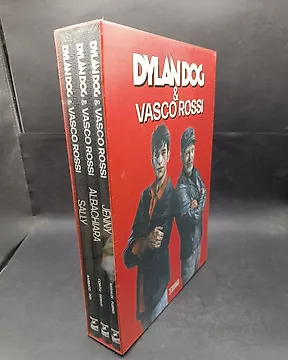 DYLAN DOG
&
VASCO ROSSI
DYLAN DOG & VASCO ROSSI
SALLY
DYLAN DOG & VASCO ROSSI
ALBACHIARA
DYLAN DOG & VASCO ROSSI
JENNY